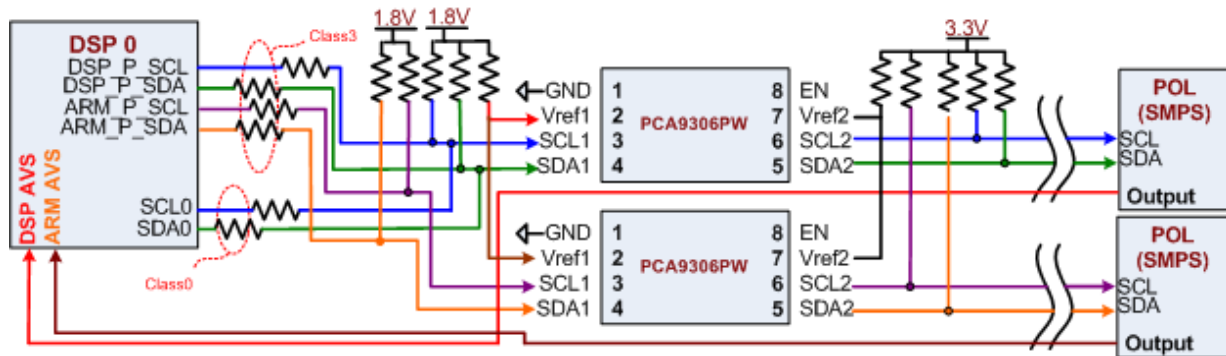 1.8V 1.8V
3.3V
DSP 0
Class3
DSP_P_SCL
DSP_P_SDA
ARM_P_SCL
ARM_P_SDA
SCL0
SDA0
Class0
DSP AVS
ARM AVS
GND 1 8 EN
Vref1 2 7 Vref2
SCL1 3 6 SCL2
SDA1 4 5 SDA2
PCA9306PW
POL
(SMPS)
SCL
SDA
Output
GND 1 8 EN
Vref1 2 7 Vref2
SCL1 3 6 SCL2
SDA1 4 5 SDA2
PCA9306PW
POL
(SMPS)
SCL
SDA
Output